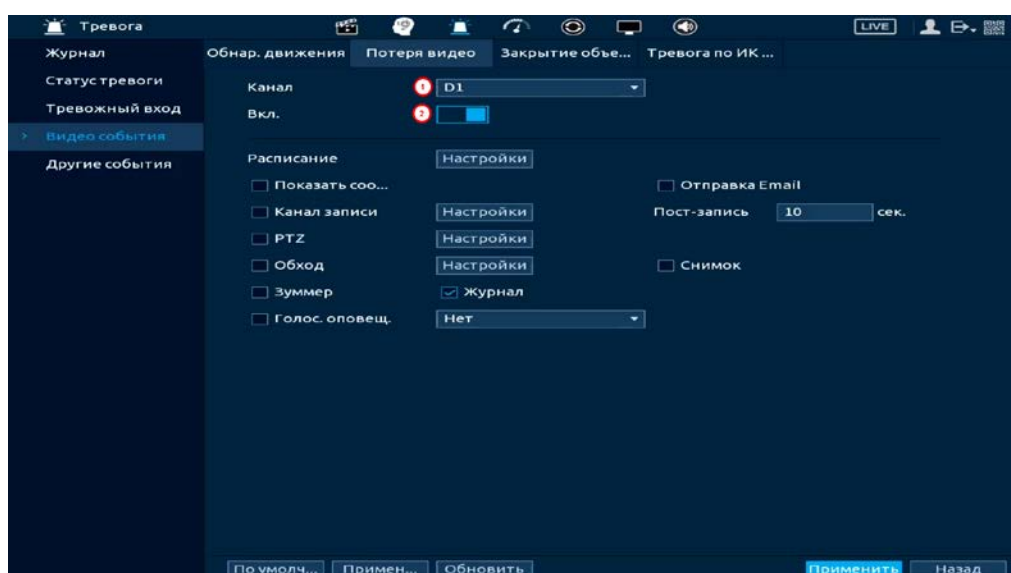 Тревога LIVE
Журнал
Статус тревоги
Тревожный вход
Видео события
Другие события
Обнар. движения Потеря видео Закрытие объе... Тревога по ИК ...
Канал 1 D1
Вкл. 2
Расписание Настройки
Показать соо... Отправка Email
Канал записи Настройки Пост-запись 10 сек.
PTZ Настройки
Обход Настройки Снимок
Зуммер Журнал
Голос. оповещ. Нет
По умолч... Примен... Обновить Применить Назад